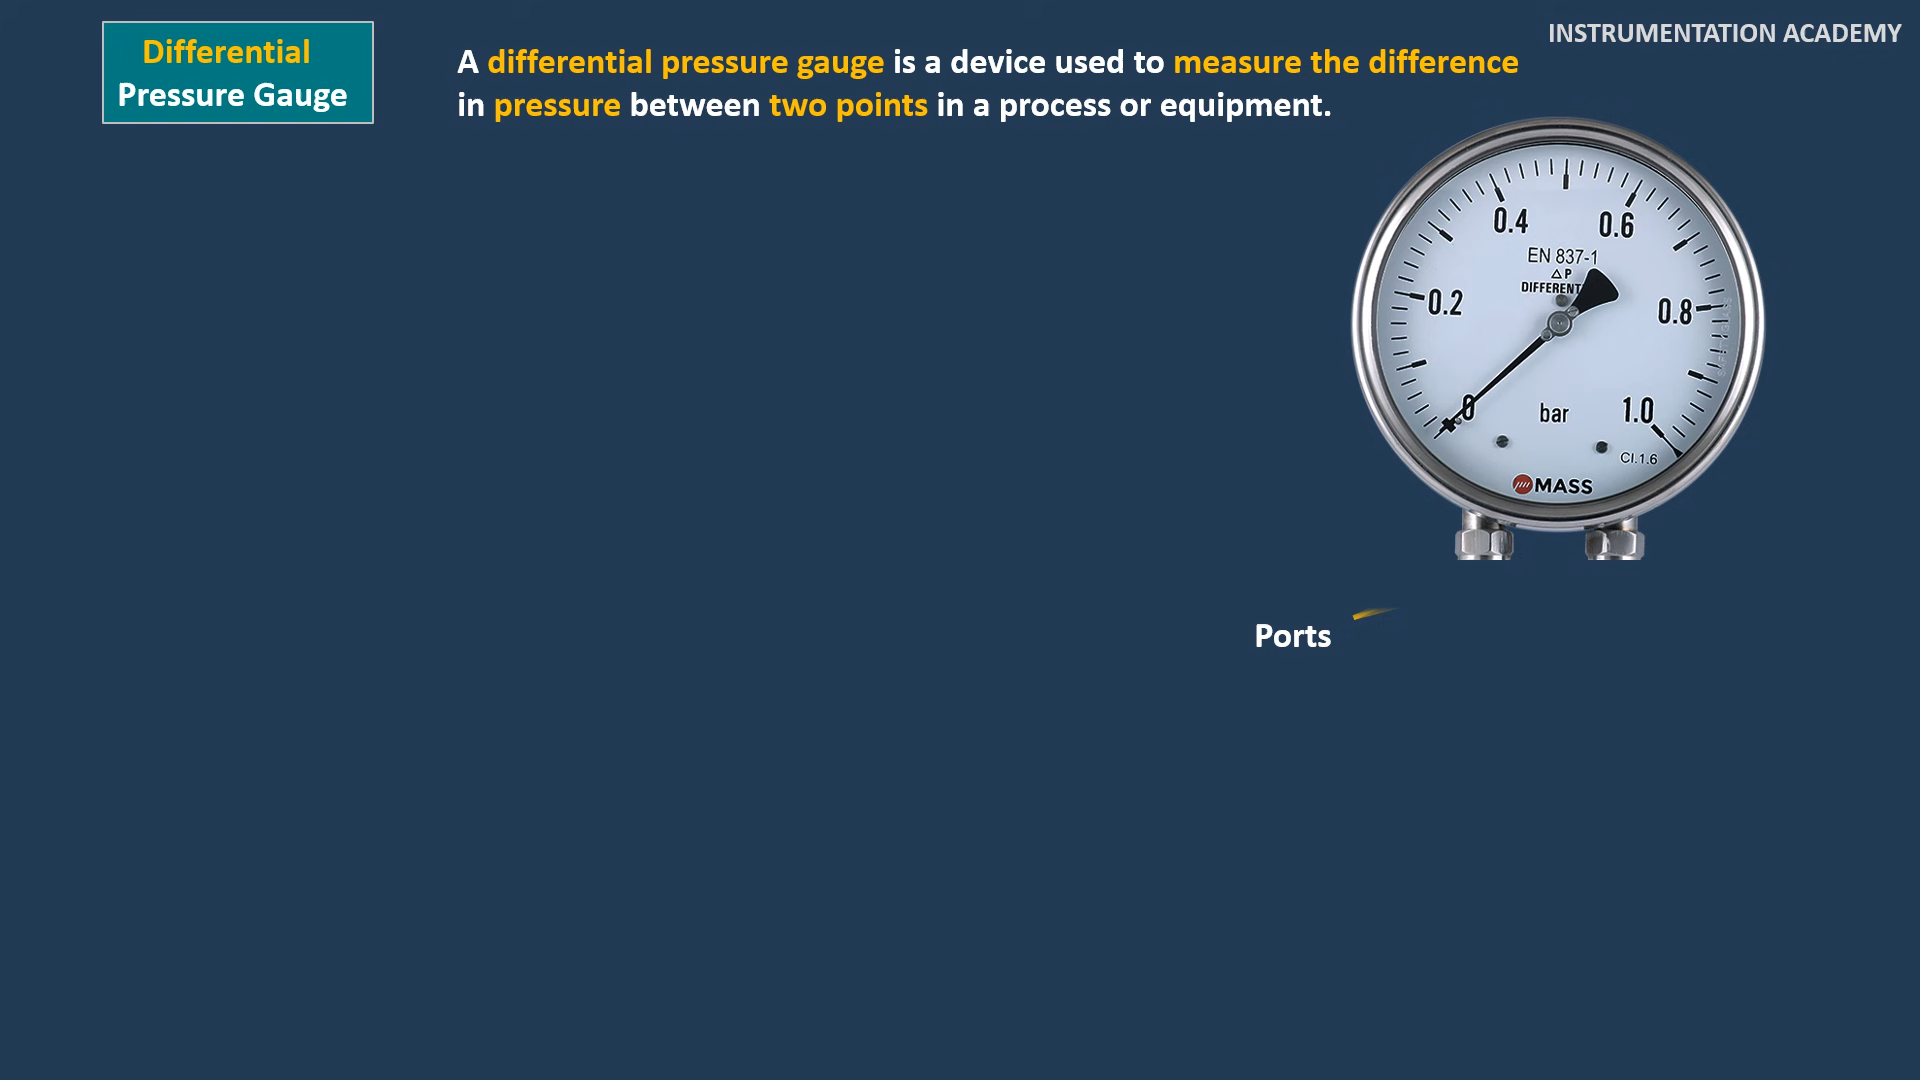 INSTRUMENTATION ACADEMY
Differential
Pressure Gauge
A differential pressure gauge is a device used to measure the difference
in pressure between two points in a process or equipment.
0.4
0.6
EN 837-1
△P
DIFFERENT
0.2
0.8
0
bar
1.0
Cl.1.6
MASS
Ports